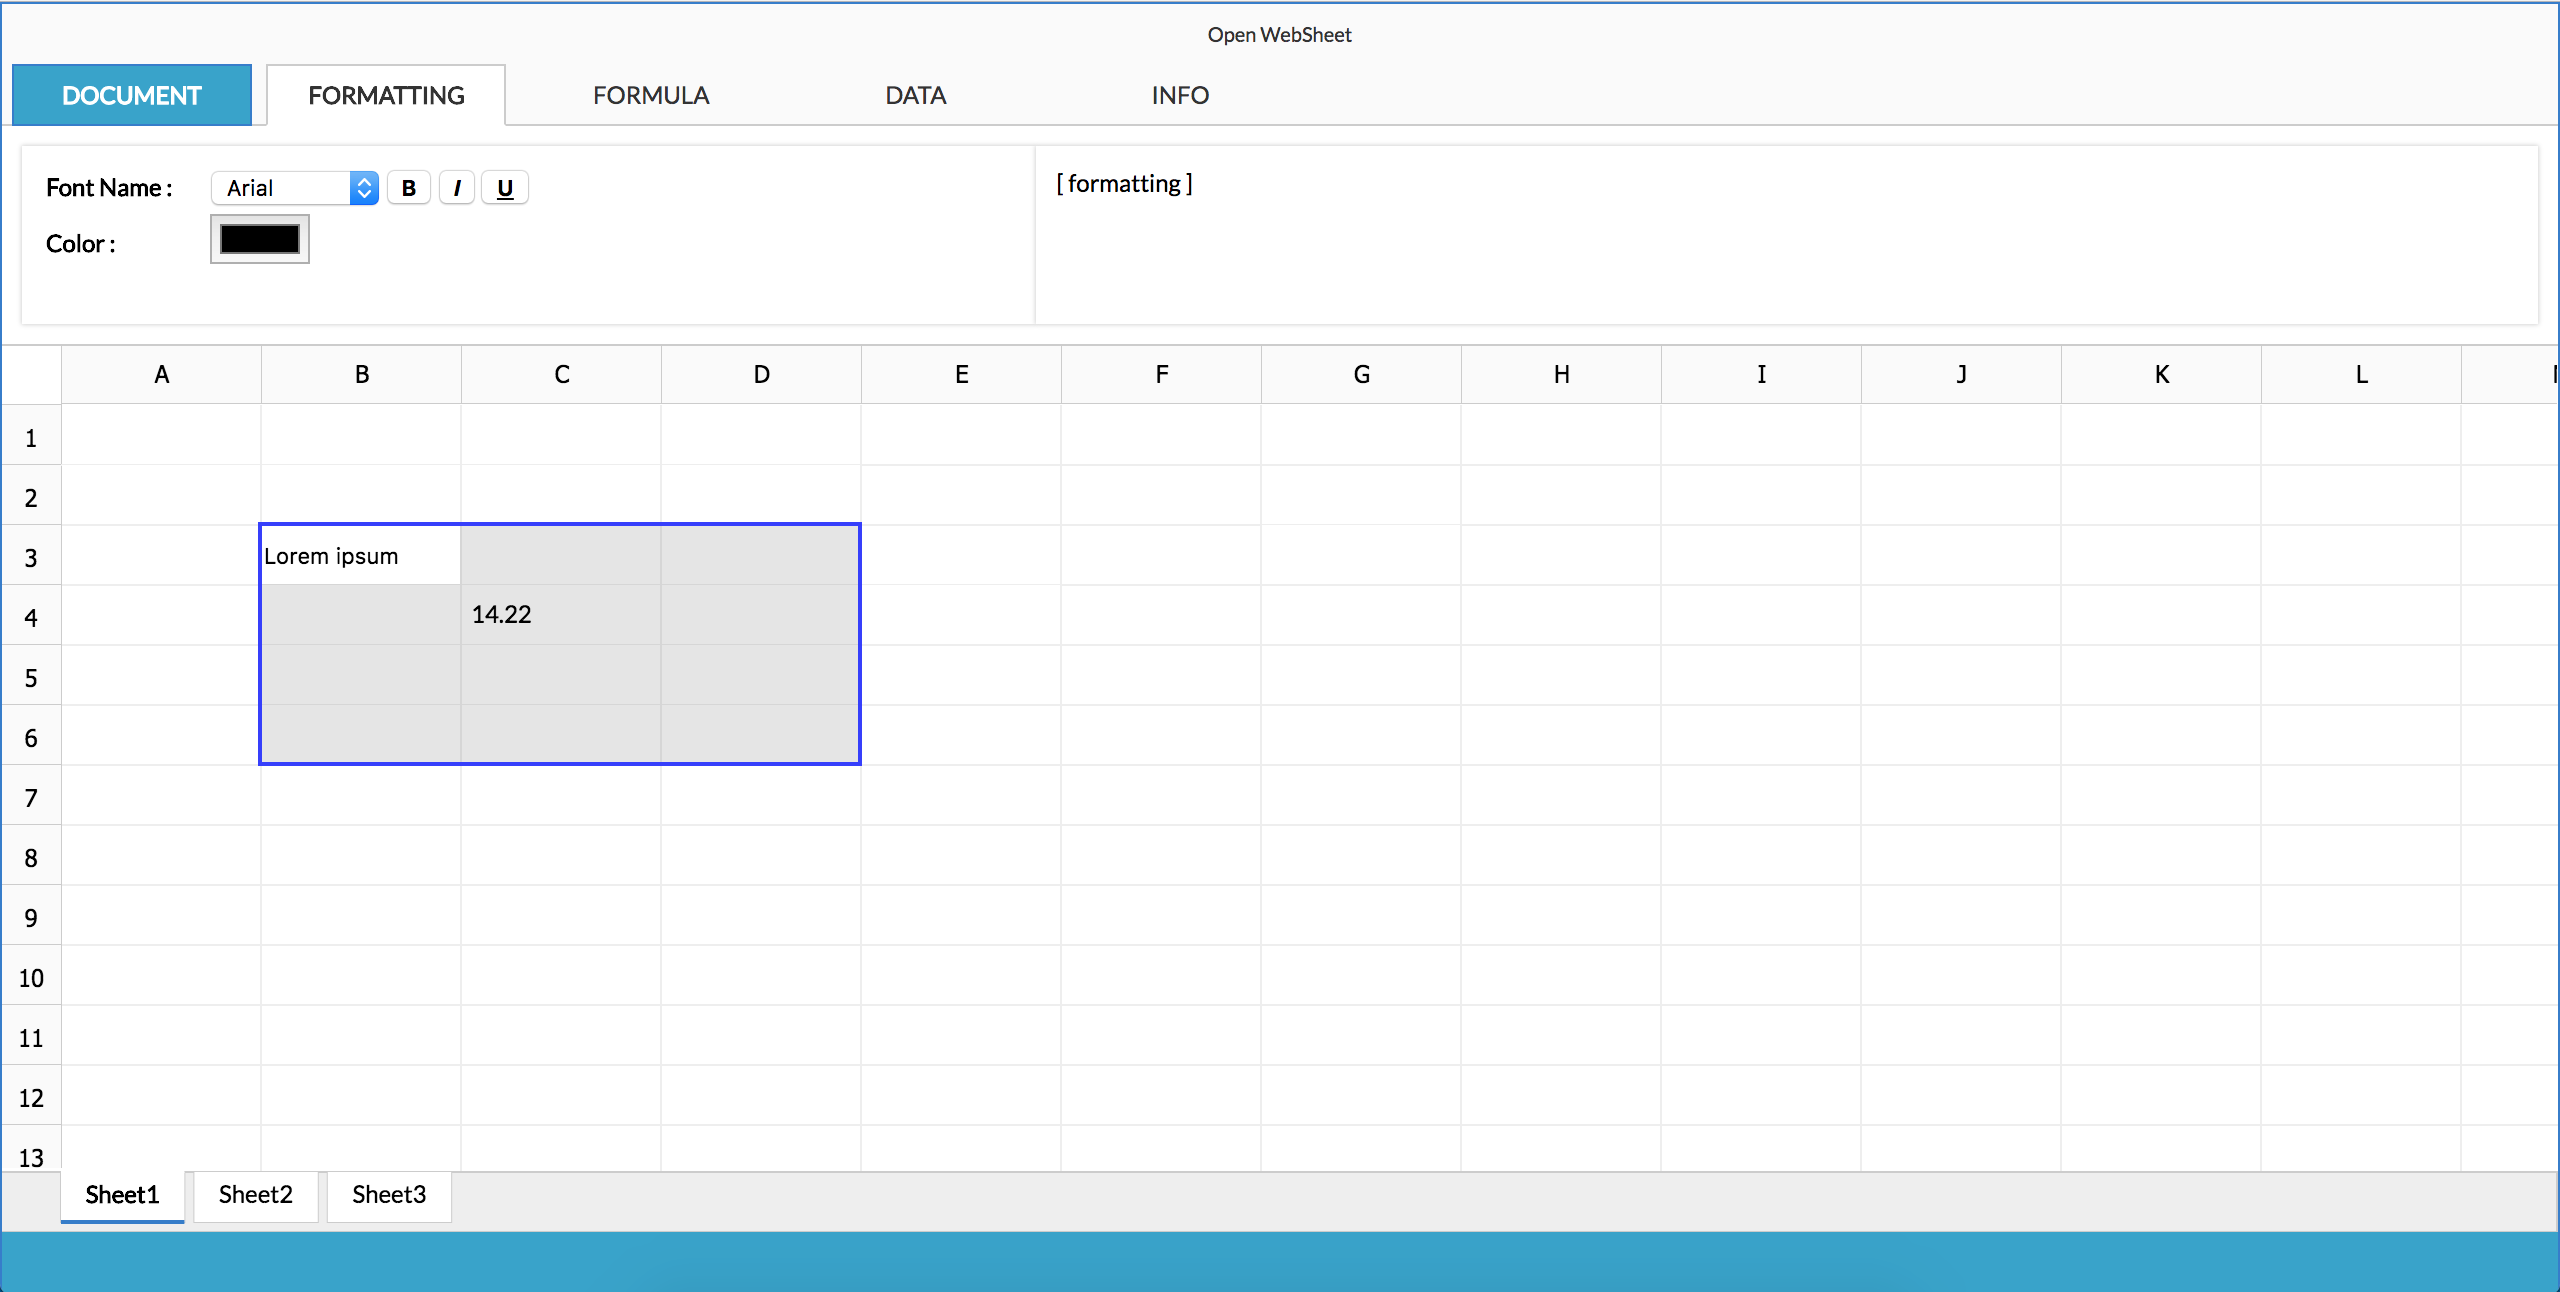 Open WebSheet
DOCUMENT FORMATTING FORMULA DATA INFO
Font Name : Arial B I U
[ formatting ]
Color :
A B C D E F G H I J K L
1
2
3 Lorem ipsum
4 14.22
5
6
7
8
9
10
11
12
13
Sheet1 Sheet2 Sheet3